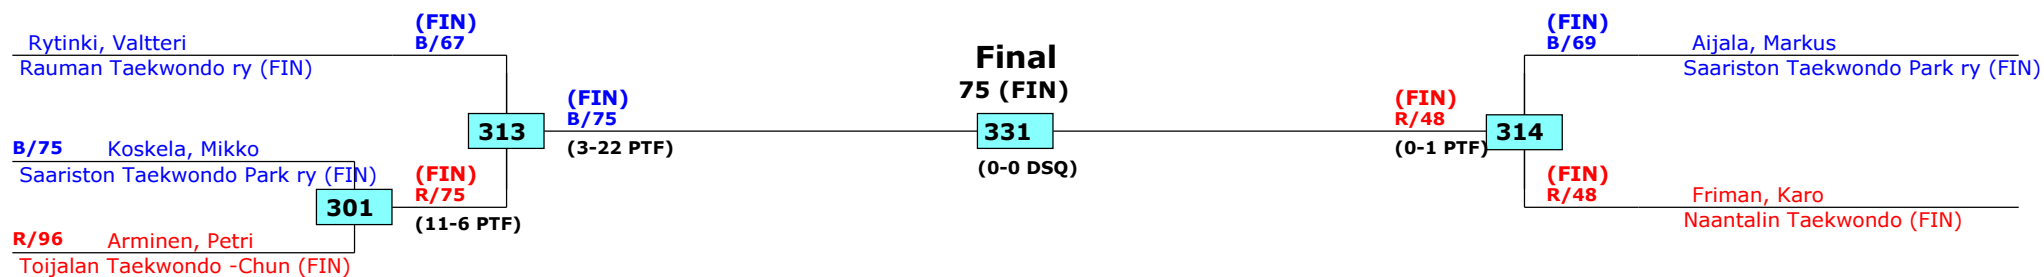 (FIN)
B/67
Rytinki, Valtteri
Rauman Taekwondo ry (FIN)
B/75 Koskela, Mikko
Saariston Taekwondo Park ry (FIN)
R/96 Arminen, Petri
Toijalan Taekwondo -Chun (FIN)
301
(FIN)
R/75
(11-6 PTF)
313
(FIN)
B/75
(3-22 PTF)
Final
75 (FIN)
331
(0-0 DSQ)
(FIN)
R/48
(0-1 PTF)
314
(FIN)
B/69
Aijala, Markus
Saariston Taekwondo Park ry (FIN)
(FIN)
R/48
Friman, Karo
Naantalin Taekwondo (FIN)